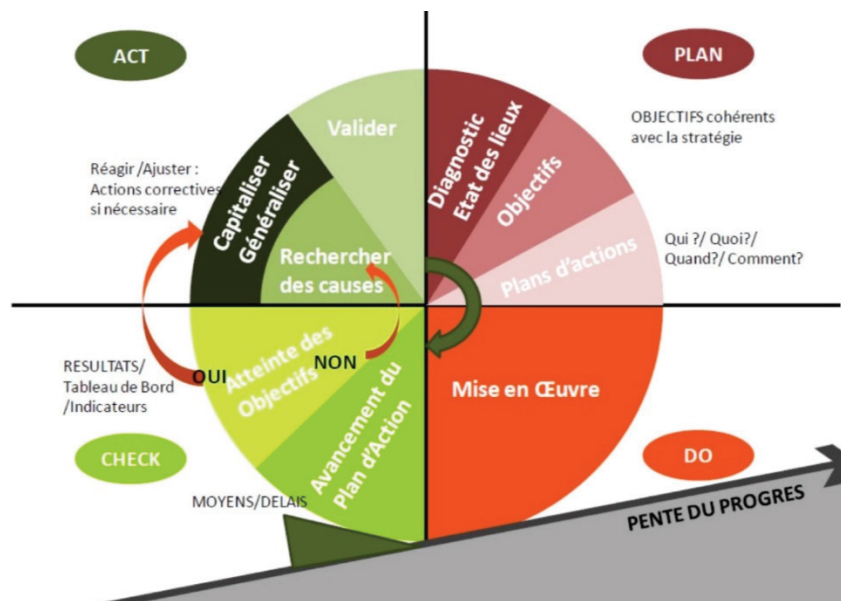 ACT
PLAN
Valider
Diagnostic
Etat des lieux
OBJECTIFS cohérents
avec la stratégie
Objectifs
Réagir /Ajuster :
Actions correctives
si nécessaire
Capitaliser
Généraliser
Rechercher
des causes
Plans d'actions
Qui ?/ Quoi?/
Quand?/ Comment?
RESULTATS/
Tableau de Bord
/Indicateurs
OUI
NON
Atteinte des
Objectifs
Mise en Œuvre
Avancement du
Plan d'Action
CHECK
DO
MOYENS/DELAIS
PENTE DU PROGRES